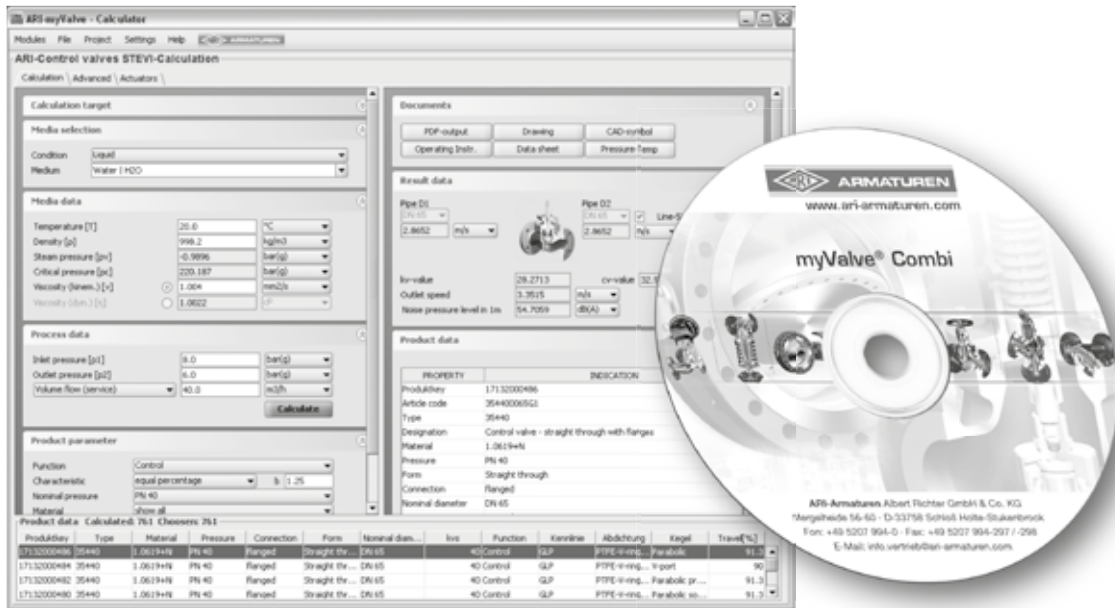 ARI-myValve - Calculator
Modules File Project Settings Help ARI ARMATUREN
ARI-Control valves STEVI-Calculation
Calculation Advanced Actuators
Calculation target
Media selection
Condition Liquid
Medium Water | H2O
Media data
Temperature [T] 20.0 °C
Density [ρ] 998.2 kg/m3
Steam pressure [pv] -0.9896 bar(g)
Critical pressure [pc] 220.187 bar(g)
Viscosity (kinem.) [v] 1.004 mm2/s
1.0022 cP
Process data
Inlet pressure [p1] 8.0 bar(g)
Outlet pressure [p2] 6.0 bar(g)
Volume flow (service) 40.0 m3/h
Calculate
Product parameter
Function Control
Characteristic equal percentage b 1.25
Nominal pressure PN 40
Material show all
Documents
PDF-output Drawing CAD-symbol
Operating Instr. Data sheet Pressure-Temp
Result data
Pipe D1 Pipe D2
DN 65 DN 65 Line-S
2.8652 m/s 2.8652 m/s
kv-value 28.2713 cv-value 32.9
Outlet speed 3.3515 m/s
Noise pressure level in 1m 54.7059 dB(A)
Product data
PROPERTY INDICATION
Produktkey 17132000486
Article code
Type 35440
Designation Control valve - straight through with flanges
Material 1.0619+N
Pressure PN 40
Form Straight through
Connection flanged
Nominal diameter DN 65
Product data Calculated: 761 Choosen: 761
Produktkey Type Material Pressure Connection Form Nominal diam... kvs Function Kennlinie Abdichtung Kegel Travel[%]
17132000486 35440 1.0619+N PN 40 flanged Straight thr... DN 65 40 Control GLP PTFE-V-ring... Parabolic 91.3
17132000484 35440 1.0619+N PN 40 flanged Straight thr... DN 65 40 Control GLP PTFE-V-ring... V-port 90
17132000482 35440 1.0619+N PN 40 flanged Straight thr... DN 65 40 Control GLP PTFE-V-ring... Parabolic pr... 91.3
17132000480 35440 1.0619+N PN 40 flanged Straight thr... DN 65 40 Control GLP PTFE-V-ring... Parabolic so... 91.3
ARI ARMATUREN
www.ari-armaturen.com
myValve® Combi
ARI-Armaturen Albert Richter GmbH & Co. KG
Mergelheide 56-60 - D-33758 Schloß Holte-Stukenbrock
Fon: +49 5207 994-0 - Fax: +49 5207 994-297 / -298
E-Mail: info.vertrieb@ari-armaturen.com